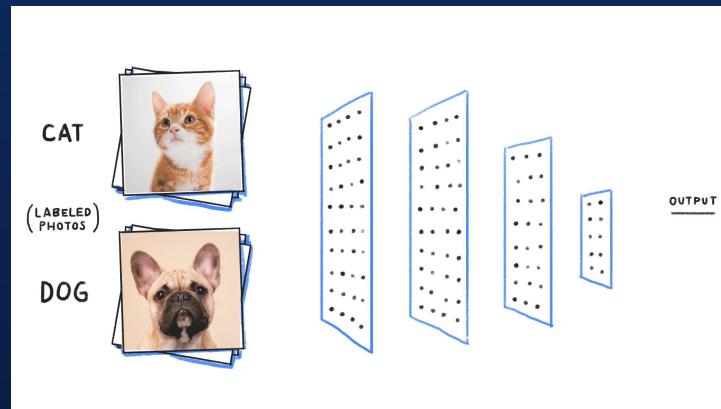 CAT
(LABELED
PHOTOS)
DOG
OUTPUT